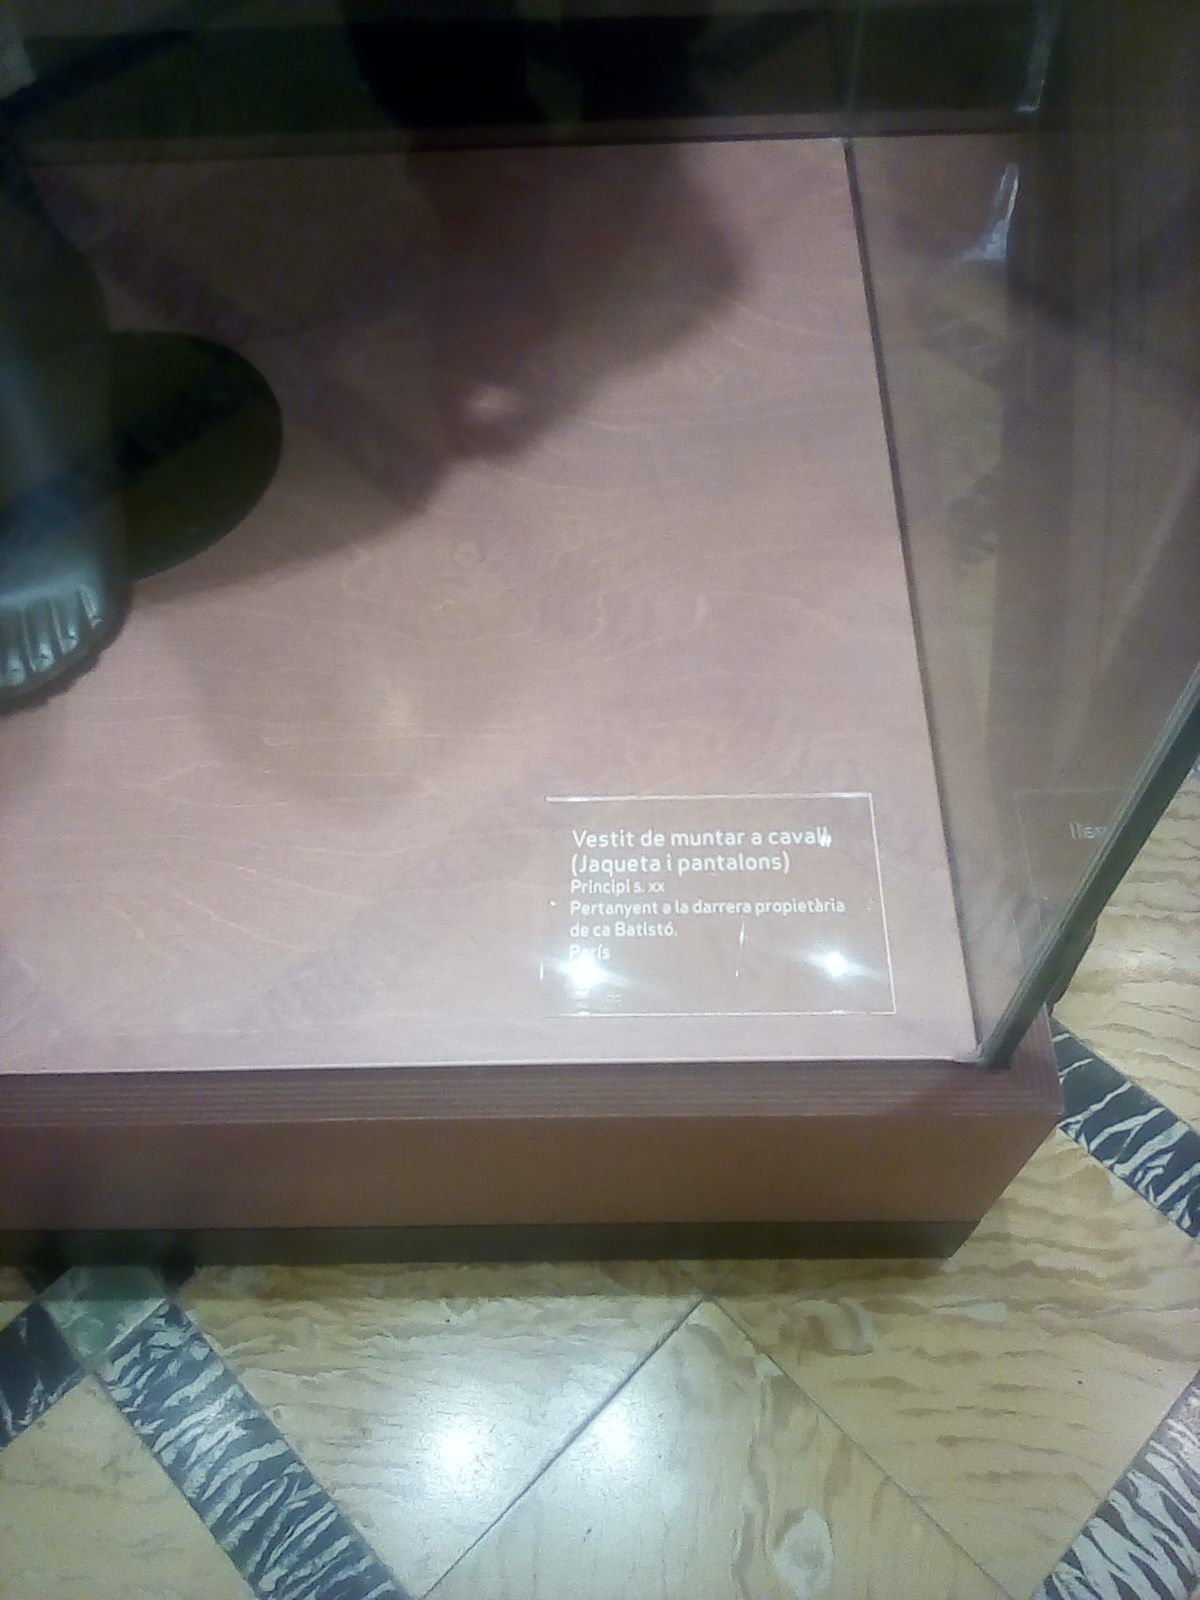 Vestit de muntar a cavall
(Jaqueta i pantalons)
Principi s. xx
Pertanyent a la darrera propietària
de ca Batistó.
París